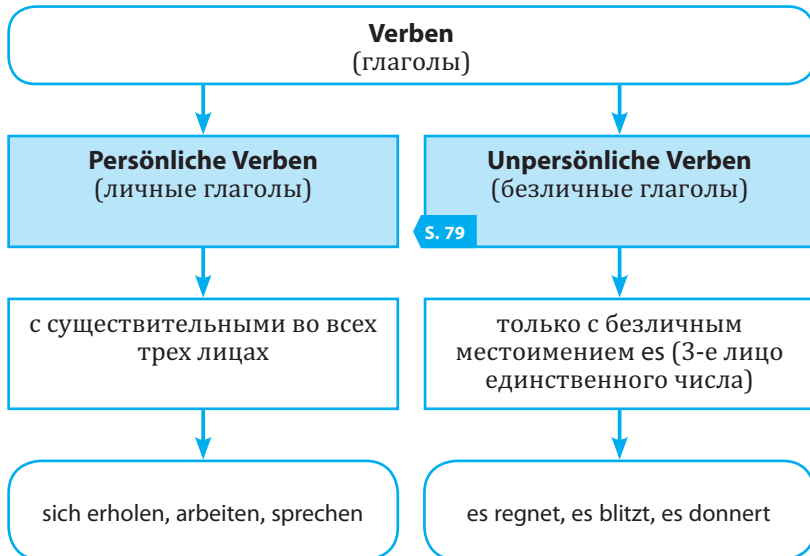 Verben
(глаголы)
Persönliche Verben
(личные глаголы)
Unpersönliche Verben
(безличные глаголы)
S. 79
с существительными во всех
трех лицах
только с безличным
местоимением es (3-е лицо
единственного числа)
sich erholen, arbeiten, sprechen
es regnet, es blitzt, es donnert